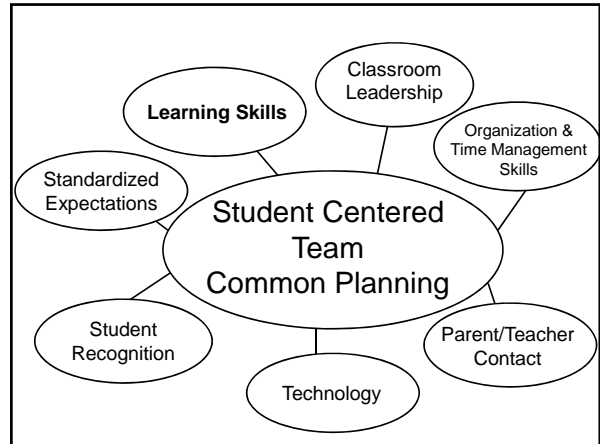 Classroom
Leadership
Learning Skills
Organization &
Time Management
Skills
Standardized
Expectations
Student Centered
Team
Common Planning
Student
Recognition
Parent/Teacher
Contact
Technology